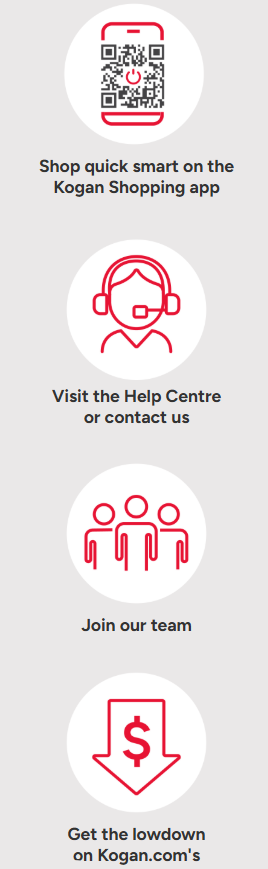 Shop quick smart on the
Kogan Shopping app
Visit the Help Centre
or contact us
Join our team
$
Get the lowdown
on Kogan.com's